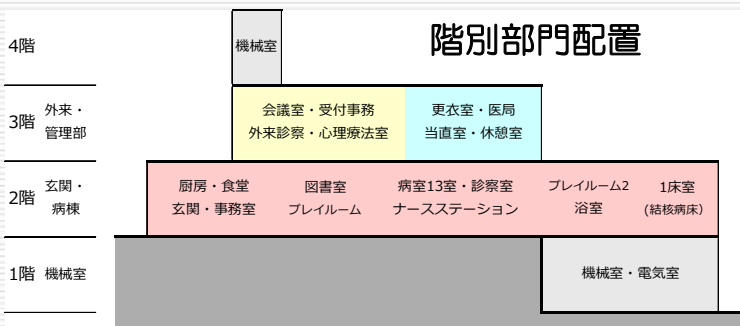 階別部門配置
4階
機械室
3階
外来・
管理部
会議室・受付事務
外来診察・心理療法室
更衣室・医局
当直室・休憩室
2階
玄関・
病棟
厨房・食堂
玄関・事務室
図書室
プレイルーム
病室13室・診察室
ナースステーション
プレイルーム2
浴室
1床室
(結核病床)
1階
機械室
機械室・電気室